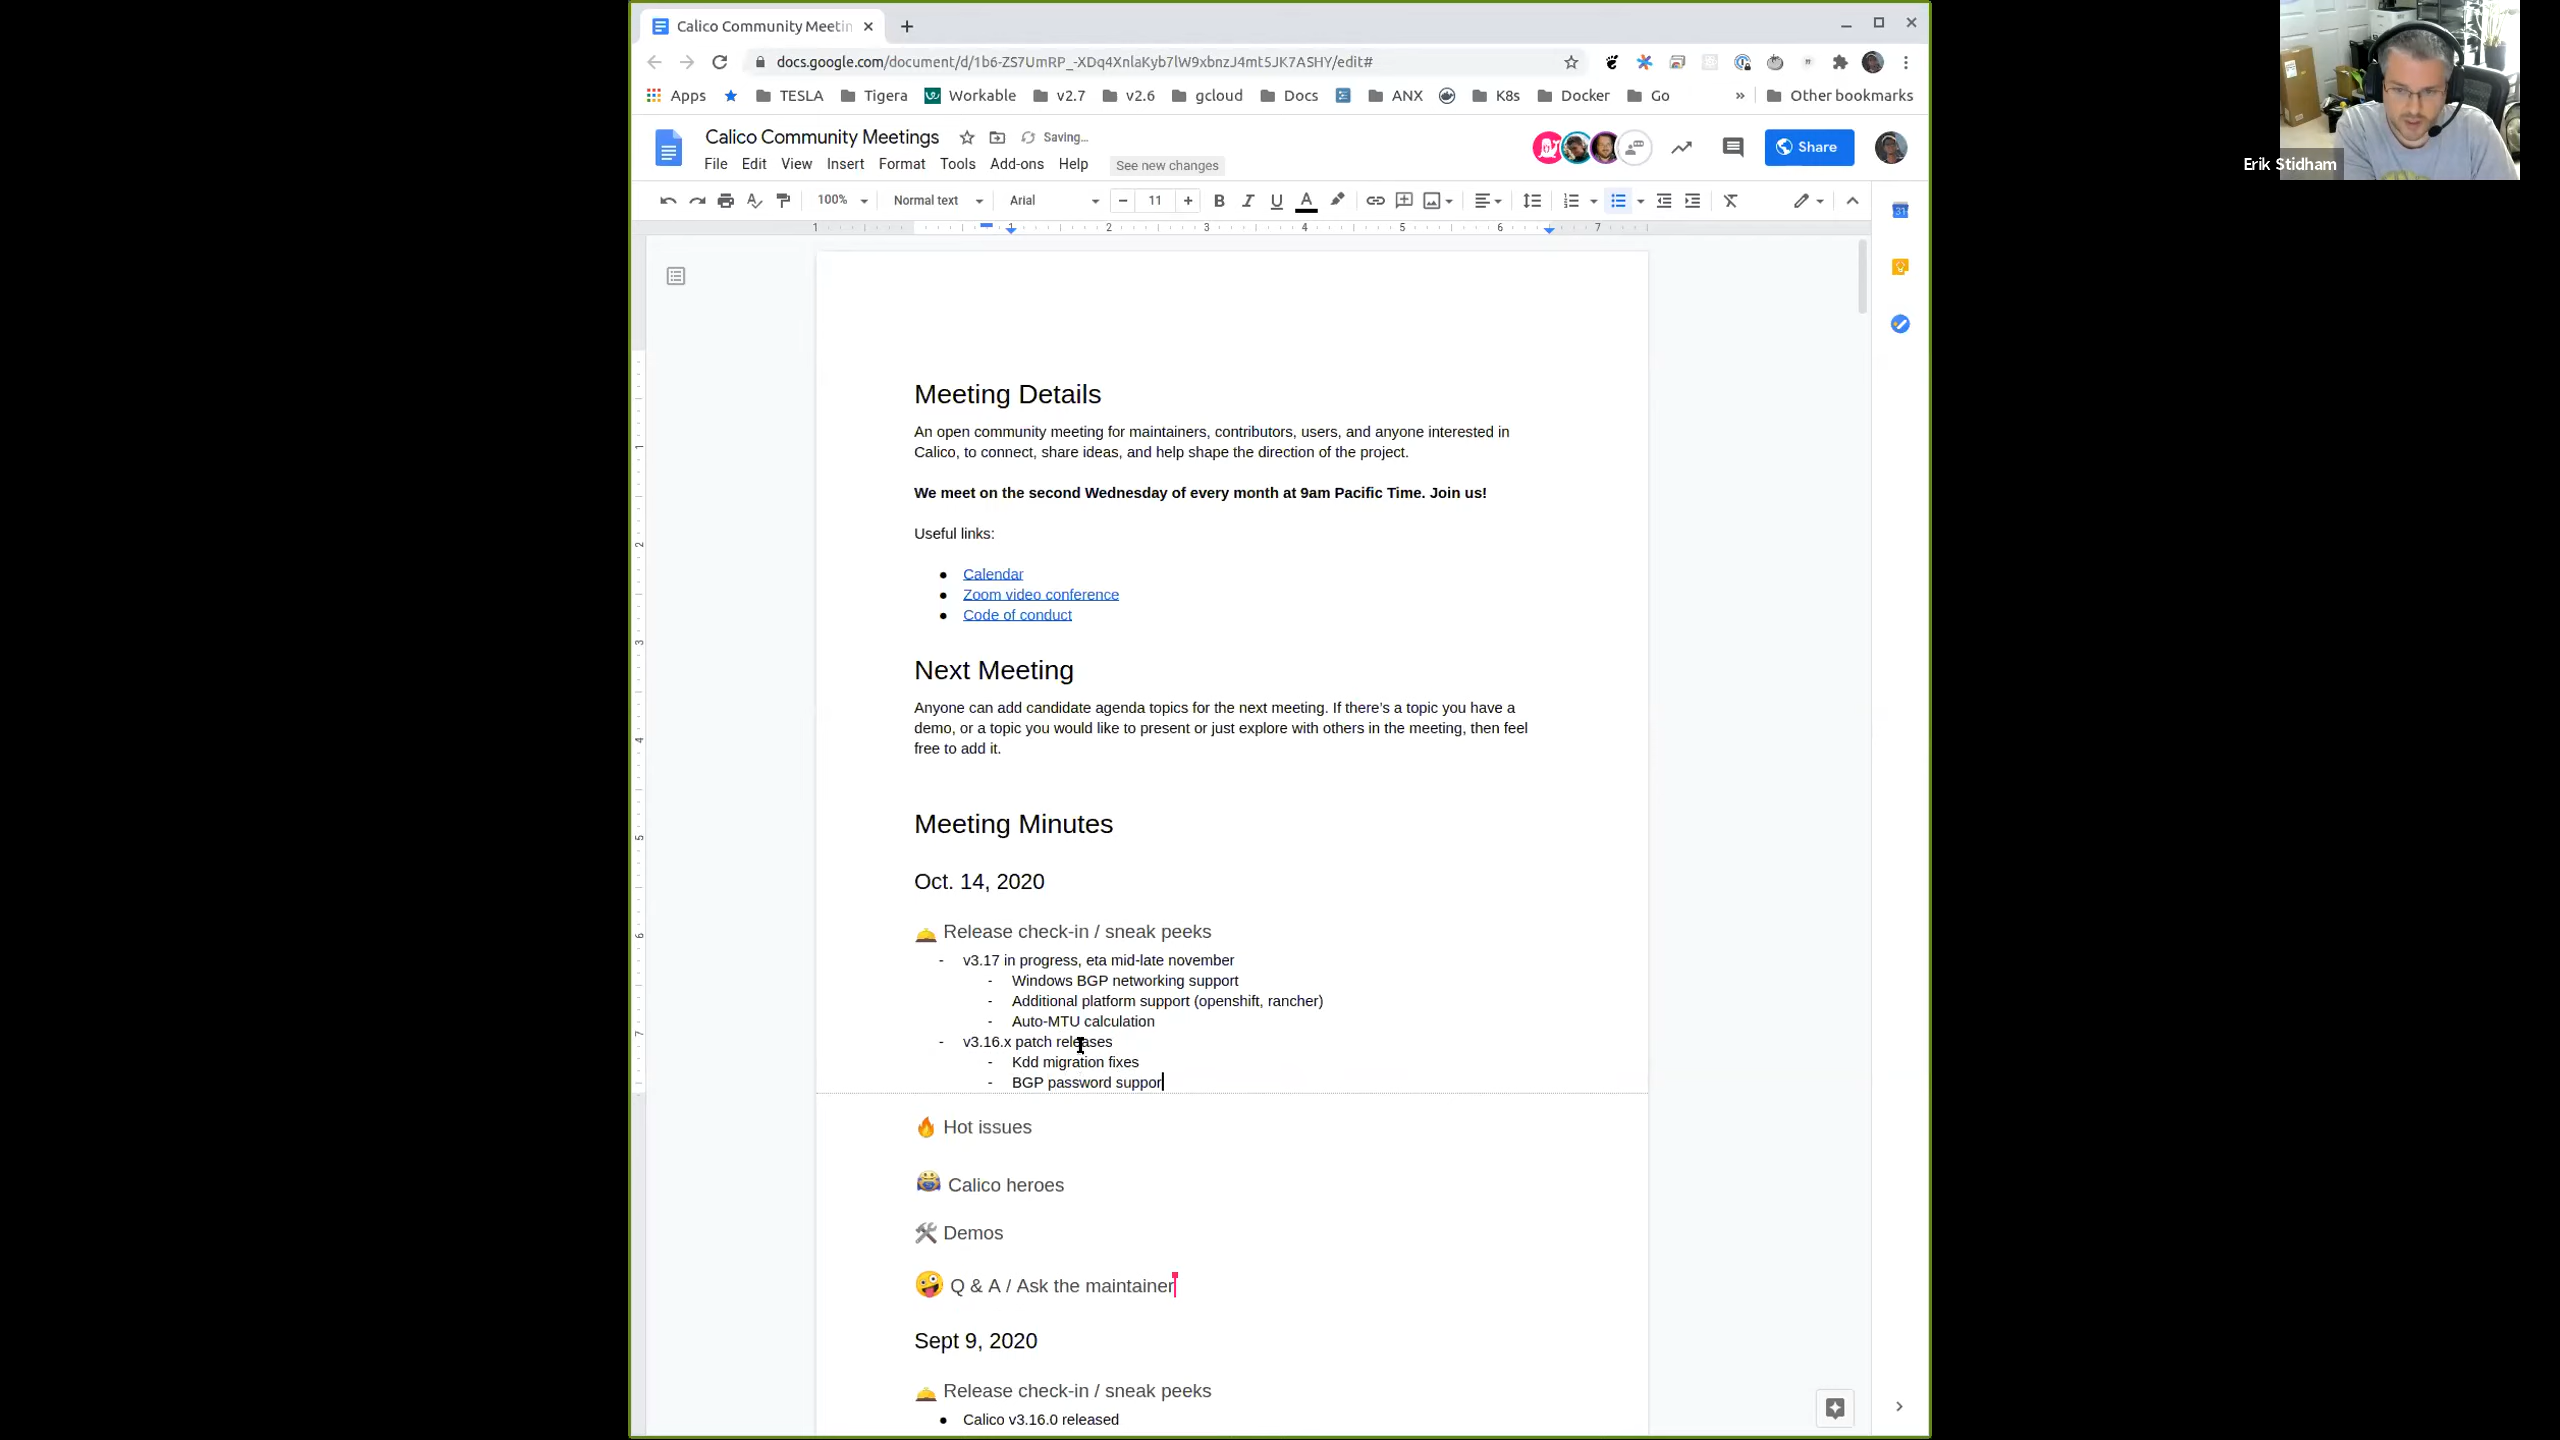 Calico Community Meetin
docs.google.com/document/d/1b6-ZS7UmRP_-XDq4XnlaKyb7lW9xbnzJ4mt5JK7ASHY/edit#
Apps TESLA Tigera Workable v2.7 v2.6 gcloud Docs ANX K8s Docker Go » Other bookmarks
Calico Community Meetings Saving...
File Edit View Insert Format Tools Add-ons Help See new changes
Share
Erik Stidham
100% Normal text Arial 11 B I U A
1 1 2 3 4 5 6 7
Meeting Details
An open community meeting for maintainers, contributors, users, and anyone interested in
Calico, to connect, share ideas, and help shape the direction of the project.
We meet on the second Wednesday of every month at 9am Pacific Time. Join us!
Useful links:
● Calendar
● Zoom video conference
● Code of conduct
Next Meeting
Anyone can add candidate agenda topics for the next meeting. If there's a topic you have a
demo, or a topic you would like to present or just explore with others in the meeting, then feel
free to add it.
Meeting Minutes
Oct. 14, 2020
🛎️ Release check-in / sneak peeks
- v3.17 in progress, eta mid-late november
- Windows BGP networking support
- Additional platform support (openshift, rancher)
- Auto-MTU calculation
- v3.16.x patch releases
- Kdd migration fixes
- BGP password suppor
🔥 Hot issues
Calico heroes
🛠️ Demos
🤪 Q & A / Ask the maintainer
Sept 9, 2020
🛎️ Release check-in / sneak peeks
● Calico v3.16.0 released